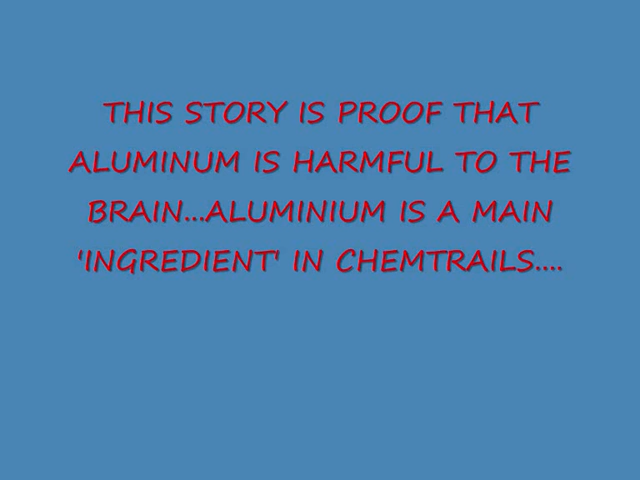 THIS STORY IS PROOF THAT
ALUMINUM IS HARMFUL TO THE
BRAIN...ALUMINIUM IS A MAIN
'INGREDIENT' IN CHEMTRAILS....